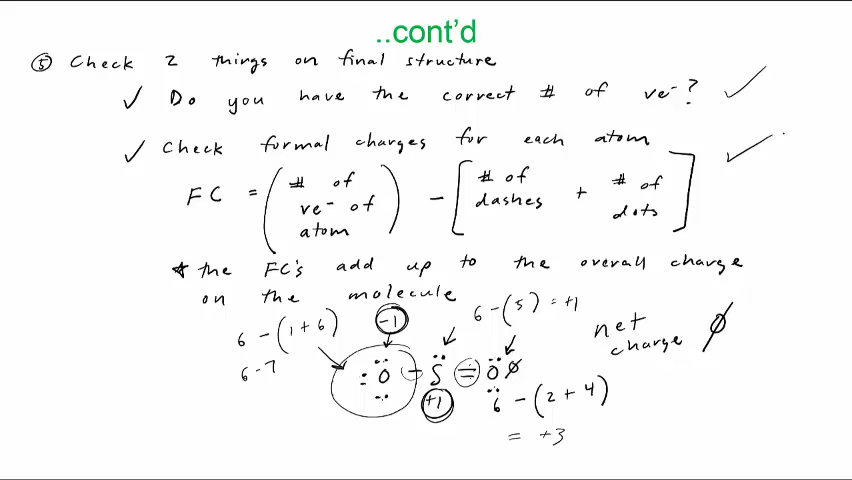 ..cont'd
⑤ Check 2 things on final structure
✓ Do you have the correct # of ve⁻? ✓
✓ Check formal charges for each atom ✓
FC = (# of ve⁻ of atom) - [# of dashes + # of dots]
* the FC's add up to the overall charge
on the molecule
6 - (1 + 6)
-1
6 - (5) = +1
net charge ∅
6 - 7
:O - S = O ∅
+1
6 - (2 + 4)
= +3